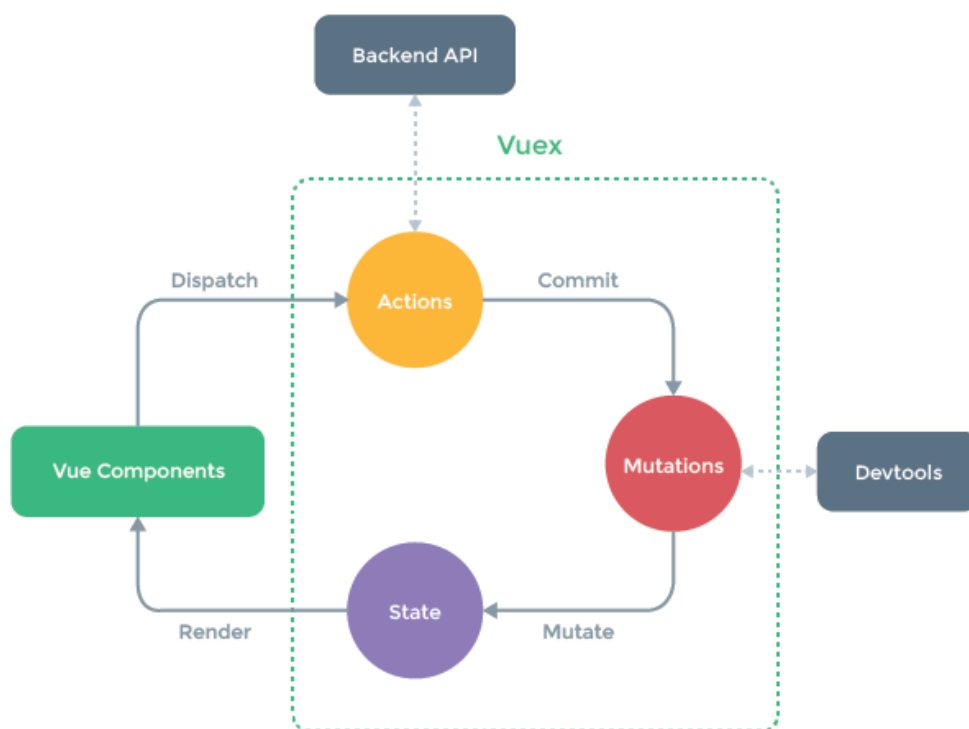 Backend API
Vuex
Dispatch
Commit
Actions
Vue Components
Mutations
Devtools
State
Render
Mutate